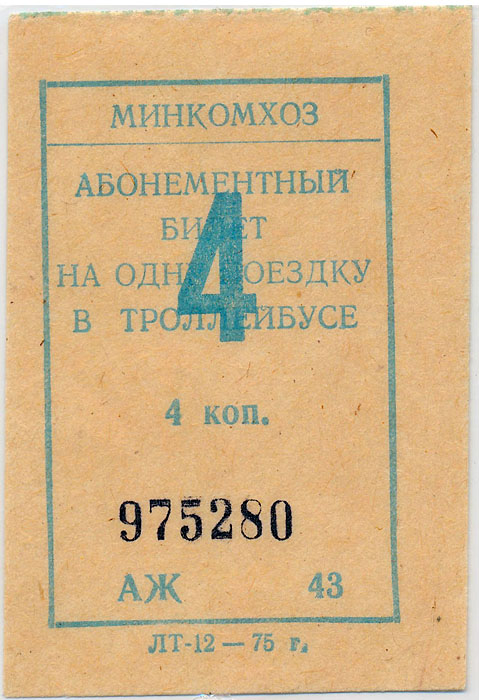 МИНКОМХОЗ
АБОНЕМЕНТНЫЙ
БИЛЕТ
НА ОДНУ ПОЕЗДКУ
В ТРОЛЛЕЙБУСЕ
4
4 коп.
975280
АЖ 43
ЛТ-12 — 75 г.